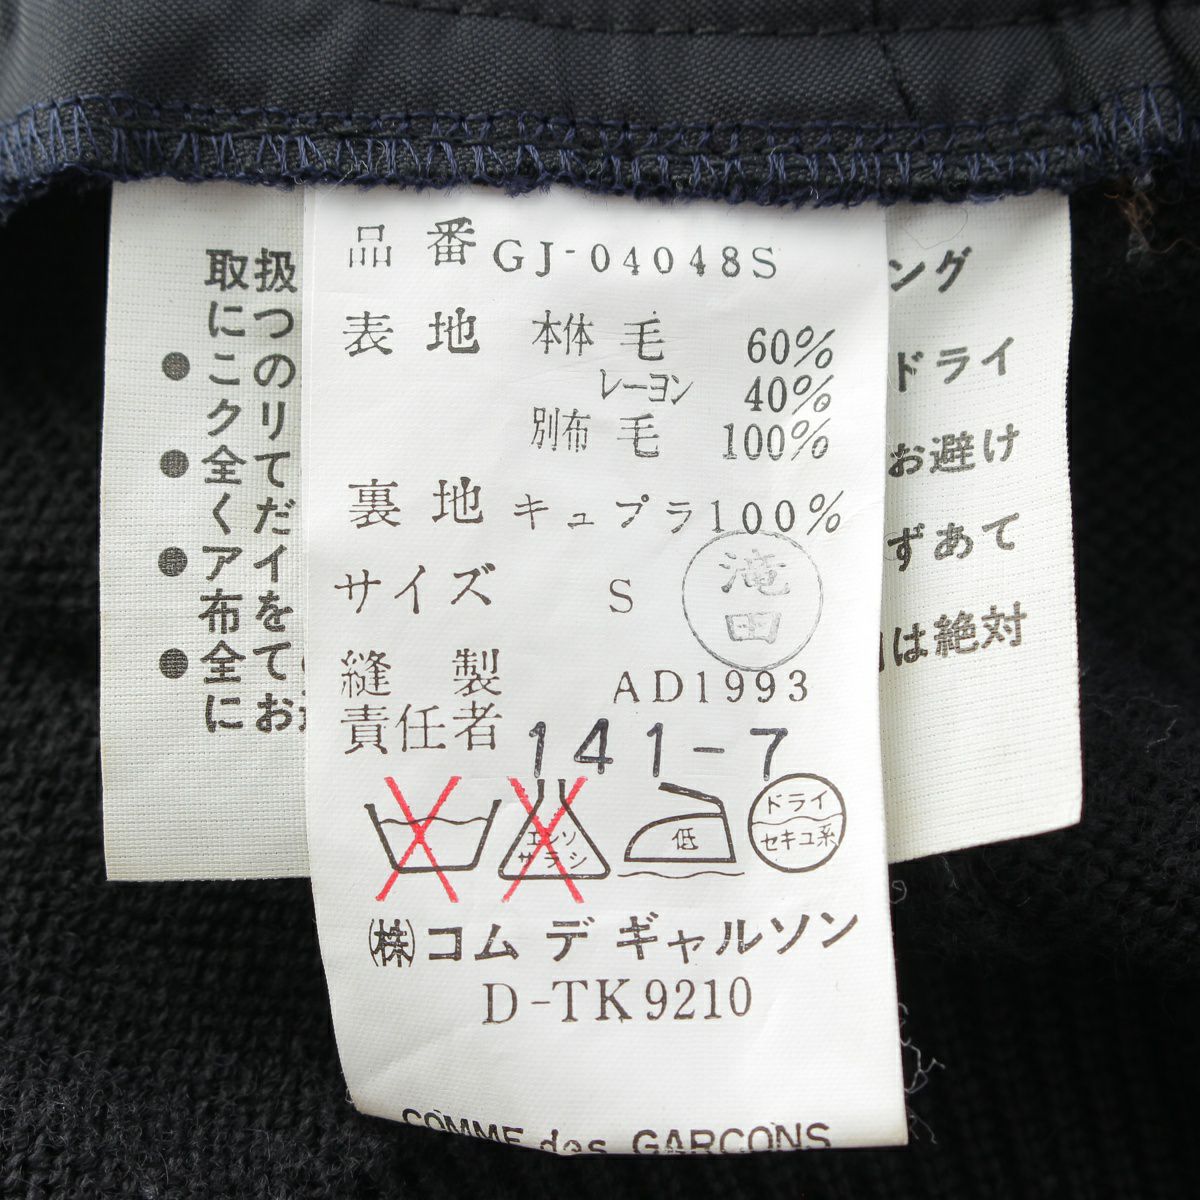 品番 GJ-04048S
表地 本体 毛 60%
レーヨン 40%
別布 毛 100%
裏地 キュプラ 100%
サイズ S
滝田
縫製 AD1993
責任者 141-7
エンソサラシ
低
ドライ
セキユ系
㈱コム デ ギャルソン
D-TK9210
COMME des GARCONS
扱
取
つ
に
の
●こ
リ
ク
て
●全
だ
く
イ
●ア
を
布
て
●全
お
に
ング
ドライ
お避け
ずあて
は絶対